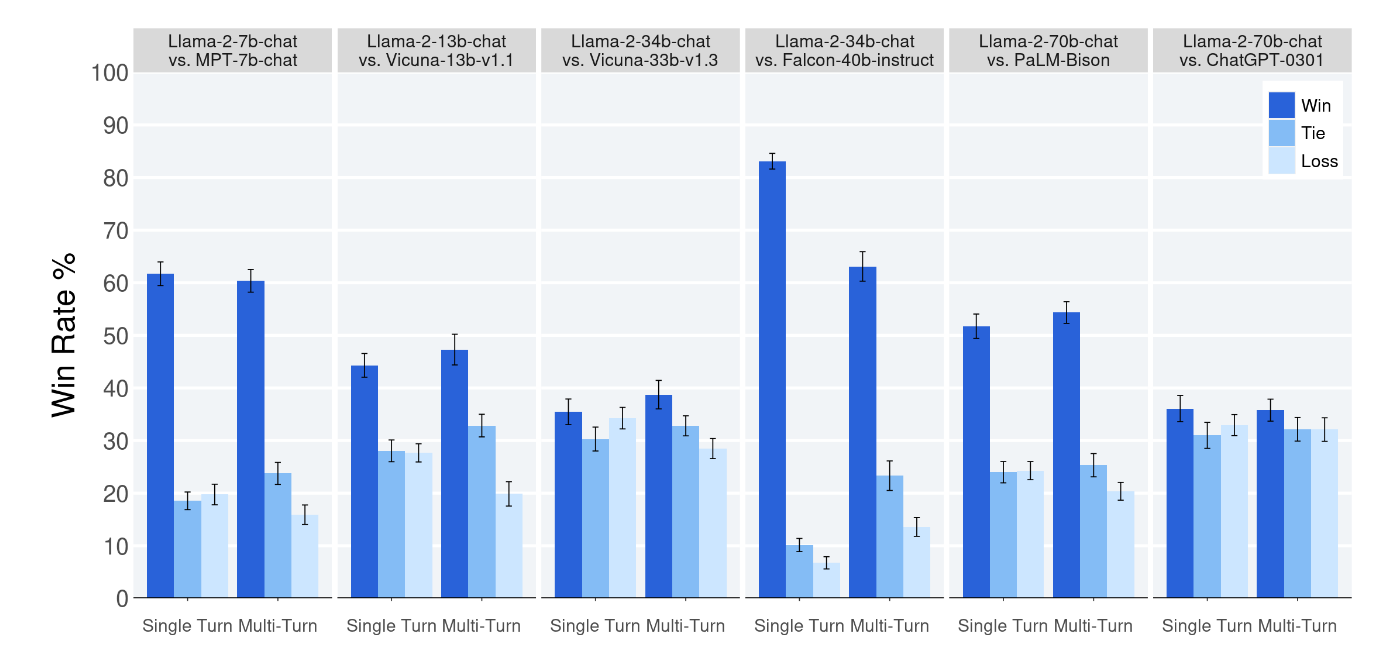 Llama-2-7b-chat
vs. MPT-7b-chat
Llama-2-13b-chat
vs. Vicuna-13b-v1.1
Llama-2-34b-chat
vs. Vicuna-33b-v1.3
Llama-2-34b-chat
vs. Falcon-40b-instruct
Llama-2-70b-chat
vs. PaLM-Bison
Llama-2-70b-chat
vs. ChatGPT-0301
Win
Tie
Loss
Win Rate %
100
90
80
70
60
50
40
30
20
10
0
Single Turn Multi-Turn
Single Turn Multi-Turn
Single Turn Multi-Turn
Single Turn Multi-Turn
Single Turn Multi-Turn
Single Turn Multi-Turn